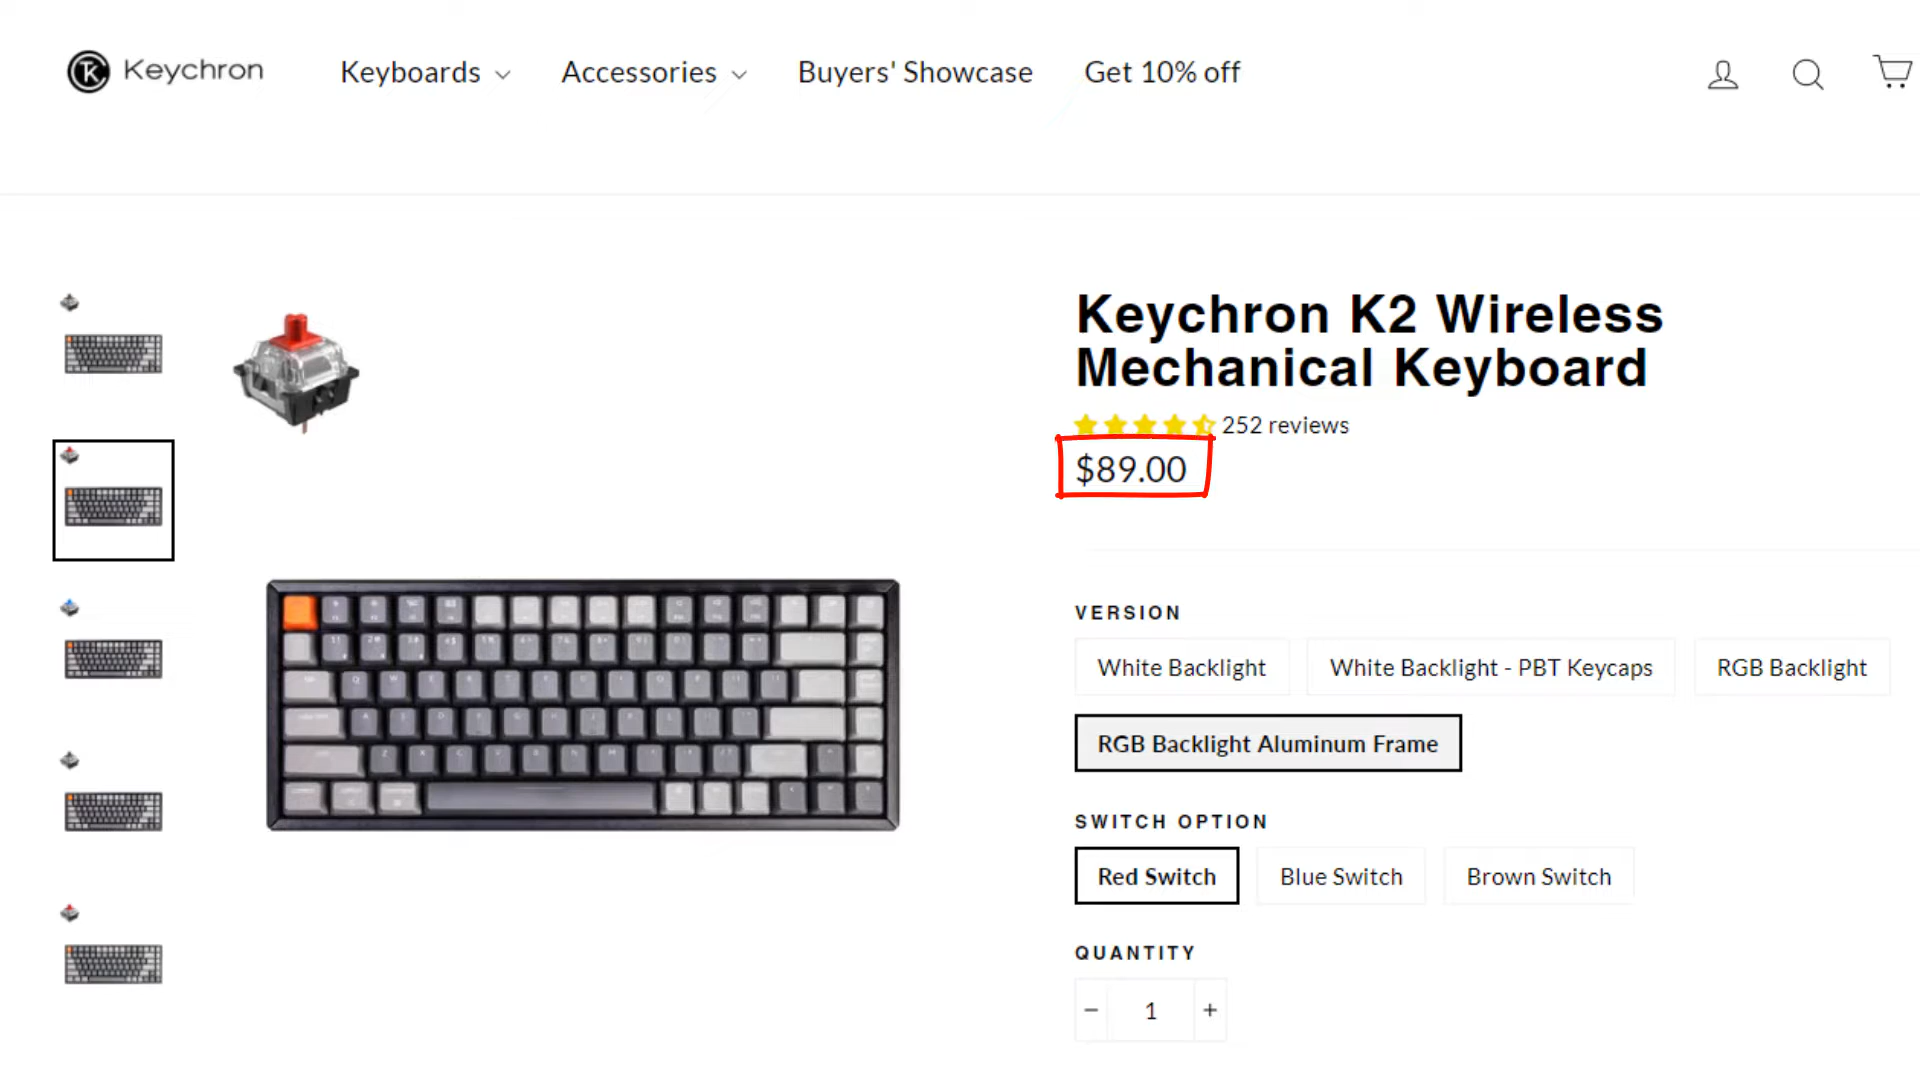 Keychron
Keyboards
Accessories
Buyers' Showcase
Get 10% off
Keychron K2 Wireless
Mechanical Keyboard
252 reviews
$89.00
VERSION
White Backlight
White Backlight - PBT Keycaps
RGB Backlight
RGB Backlight Aluminum Frame
SWITCH OPTION
Red Switch
Blue Switch
Brown Switch
QUANTITY
− 1 +